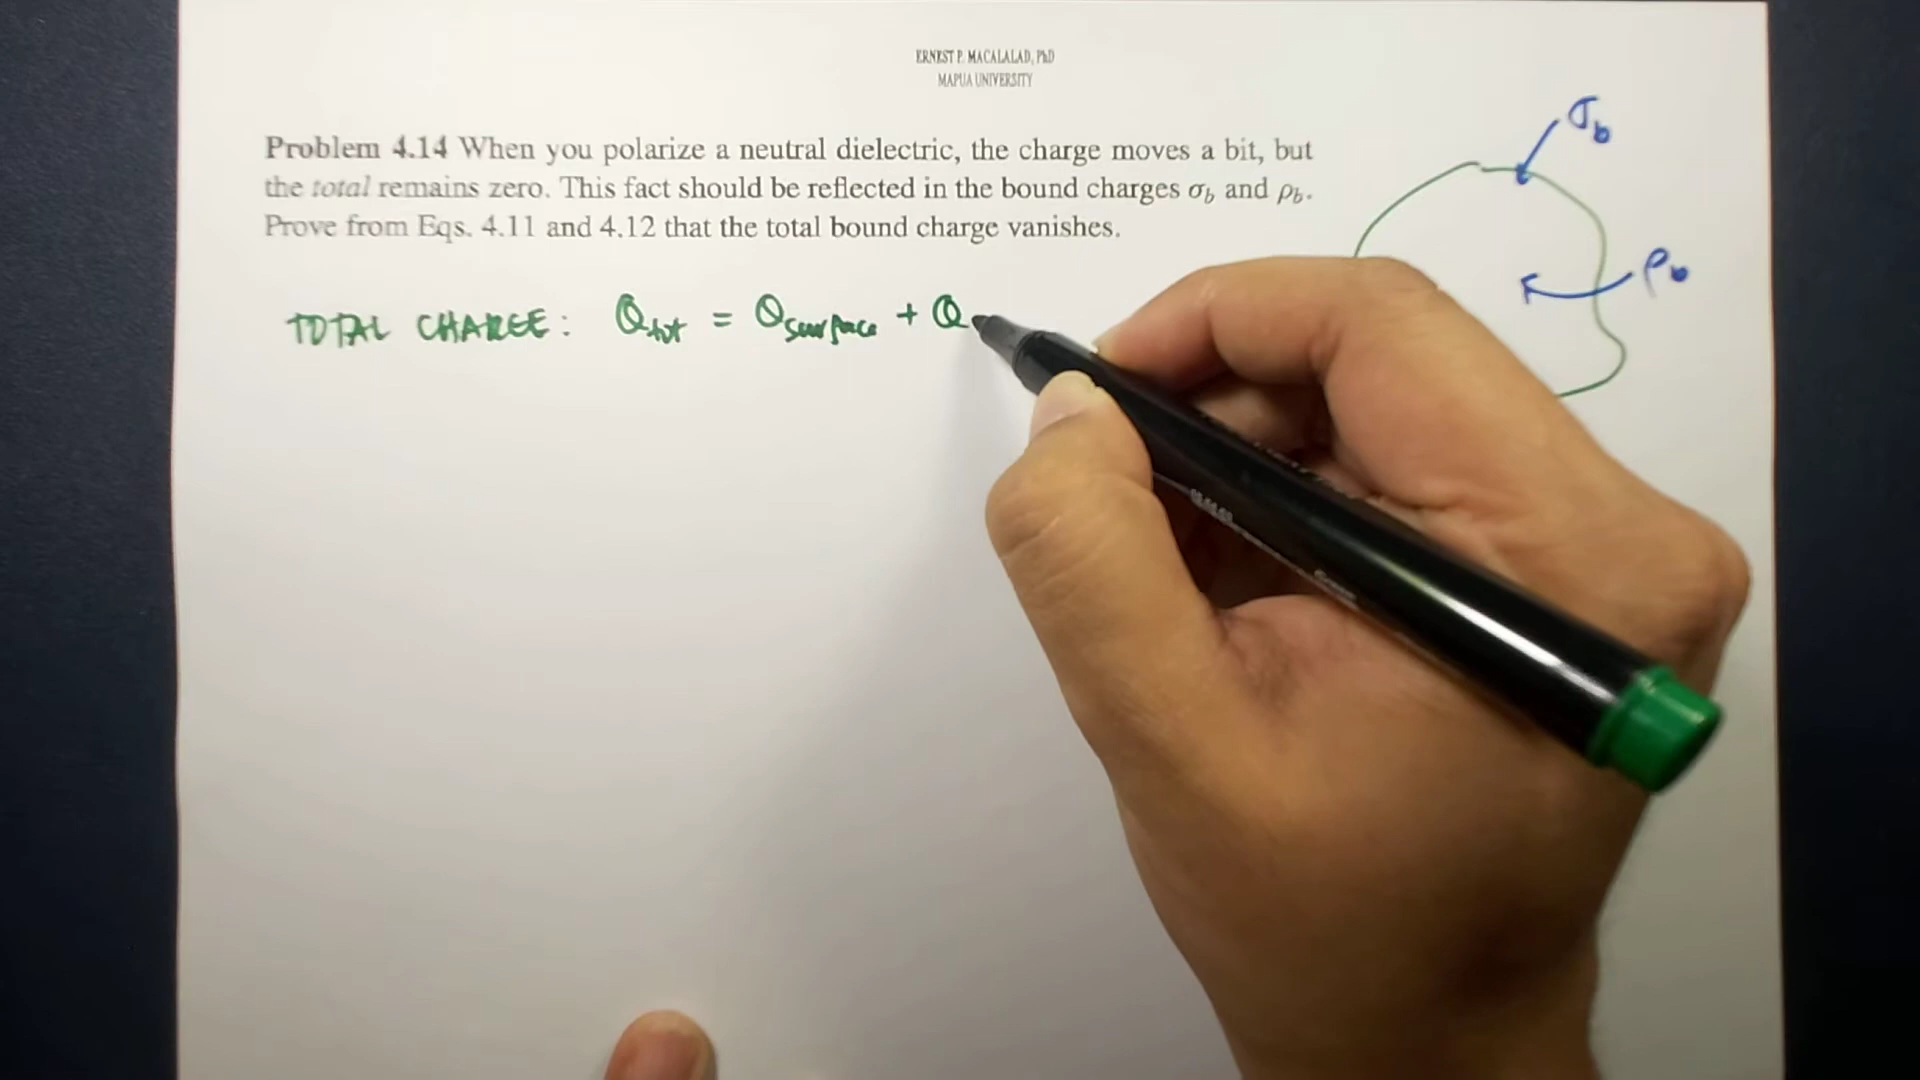 ERNEST P. MACALALAD, PhD
MAPUA UNIVERSITY
Problem 4.14 When you polarize a neutral dielectric, the charge moves a bit, but
the total remains zero. This fact should be reflected in the bound charges σb and ρb.
Prove from Eqs. 4.11 and 4.12 that the total bound charge vanishes.
σb
ρb
TOTAL CHARGE: Qtot = Qsurface + Q